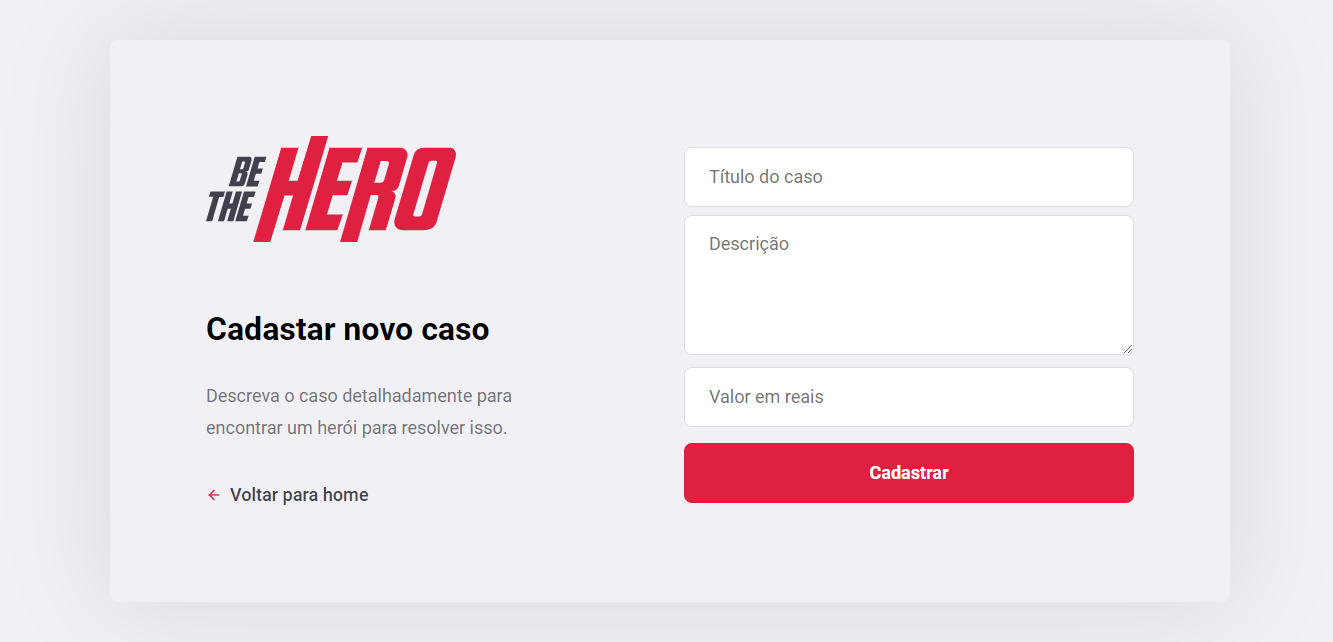 BE
THE
HERO
Cadastar novo caso
Descreva o caso detalhadamente para
encontrar um herói para resolver isso.
Voltar para home
Título do caso
Descrição
Valor em reais
Cadastrar